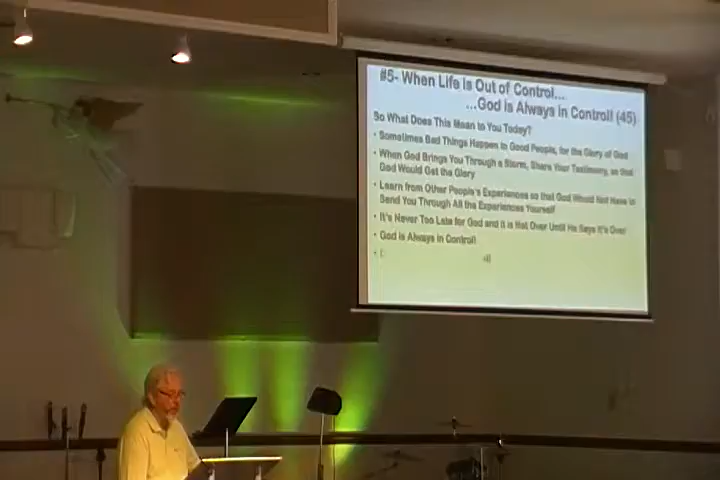 #5- When Life is Out of Control...
...God is Always in Control! (45)
So What Does This Mean to You Today?
• Sometimes Bad Things Happen to Good People, for the Glory of God
• When God Brings You Through a Storm, Share Your Testimony, so that
God Would Get the Glory
• Learn from Other People's Experiences so that God Would Not Have to
Send You Through All the Experiences Yourself
• It's Never Too Late for God and it is Not Over Until He Says It's Over
• God is Always in Control!